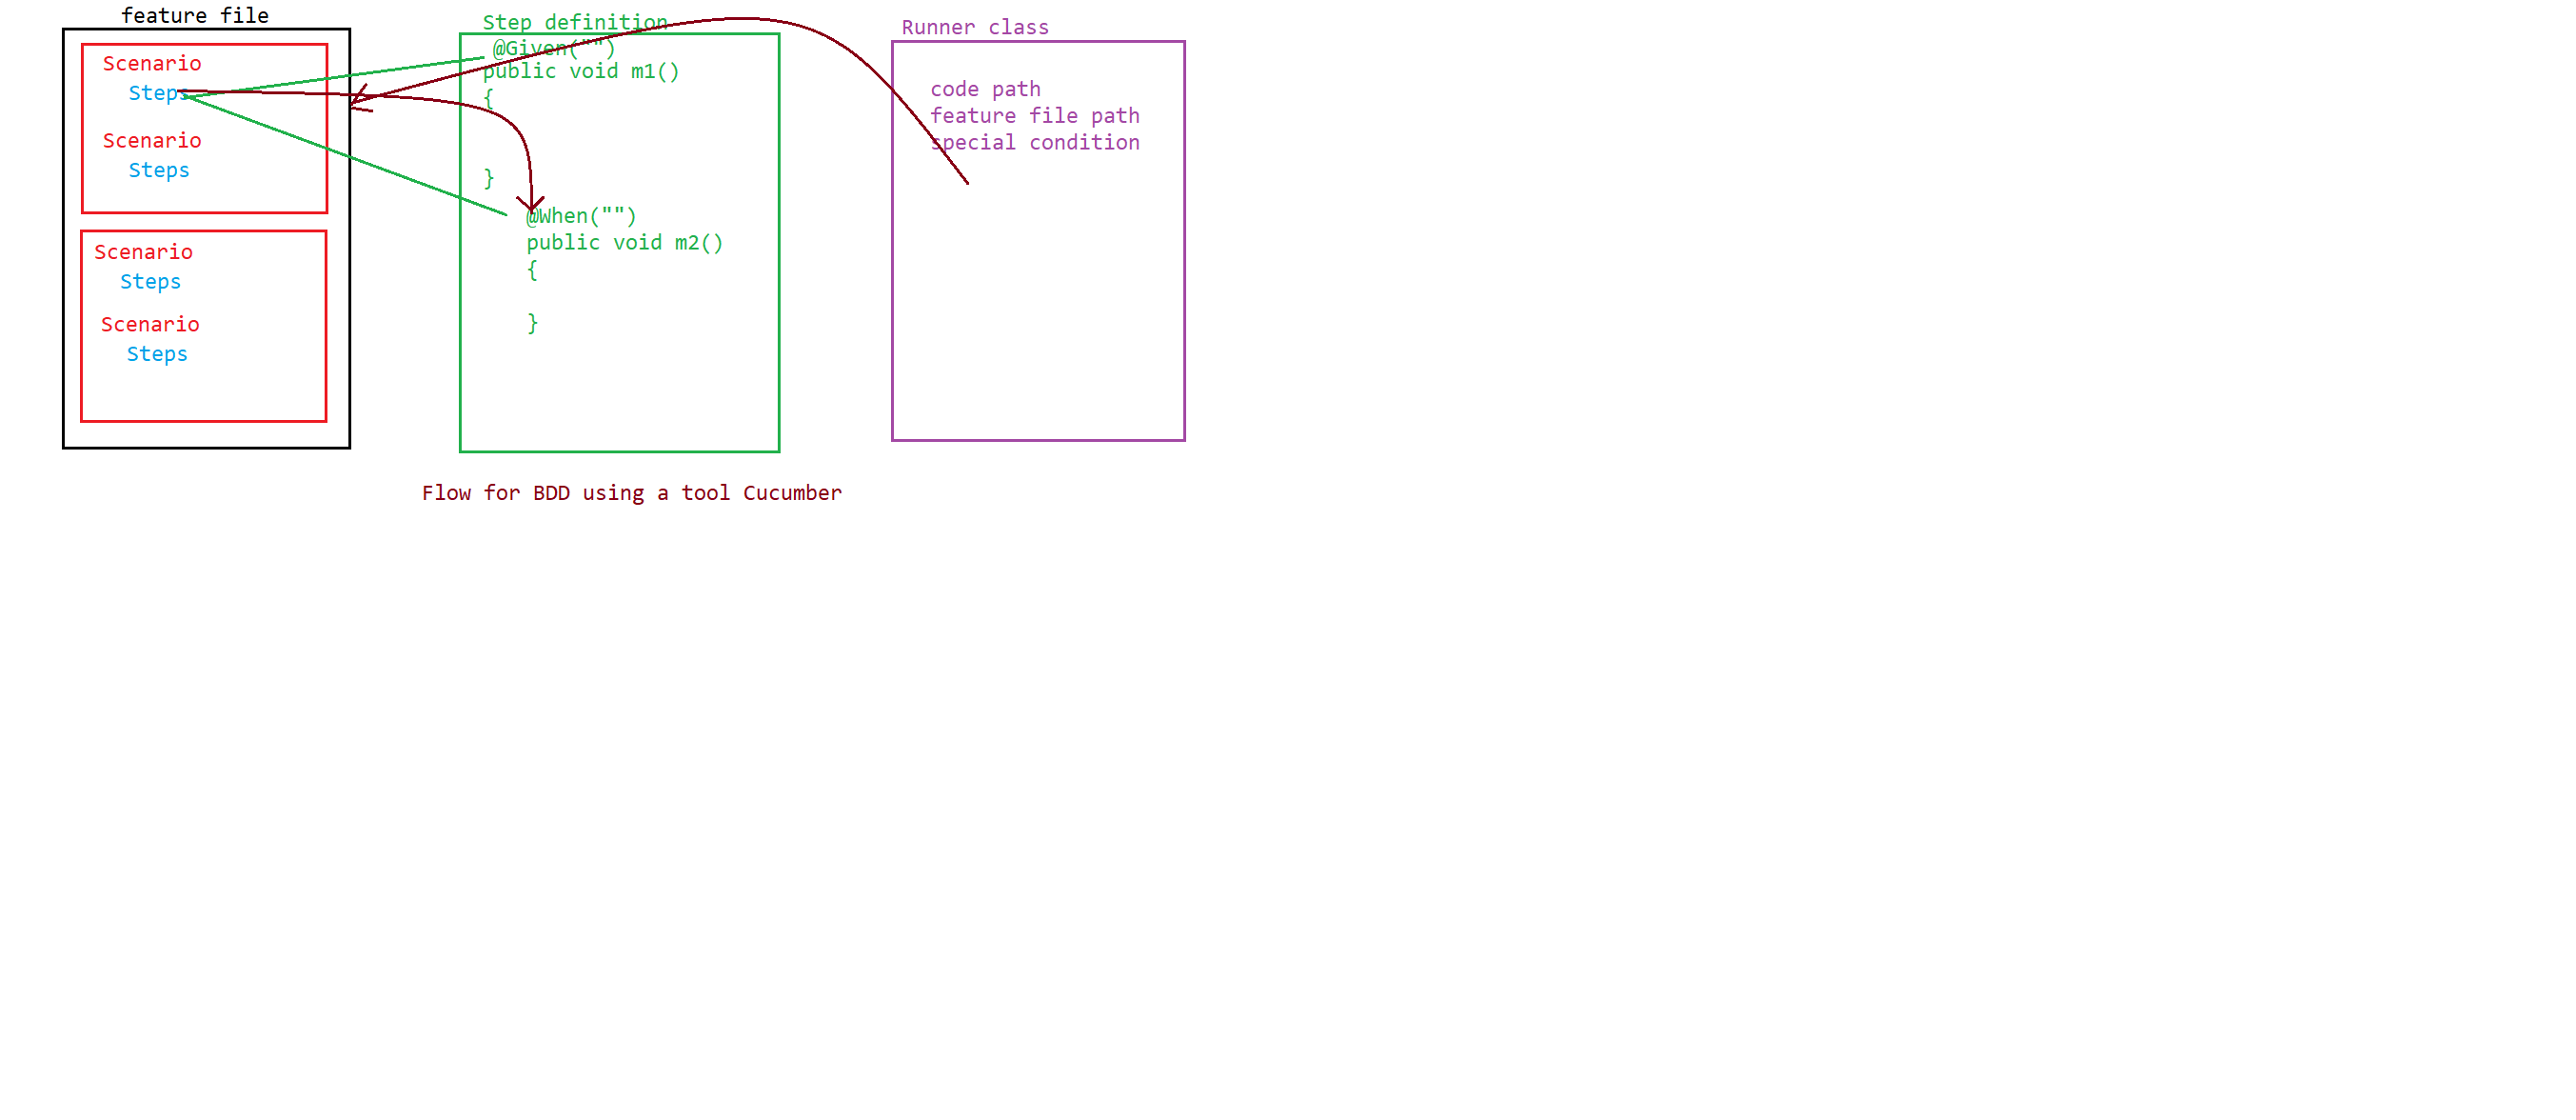 feature file
Scenario
Steps
Scenario
Steps
Scenario
Steps
Scenario
Steps
Step definition
@Given("")
public void m1()
{
}
@When("")
public void m2()
{
}
Runner class
code path
feature file path
special condition
Flow for BDD using a tool Cucumber